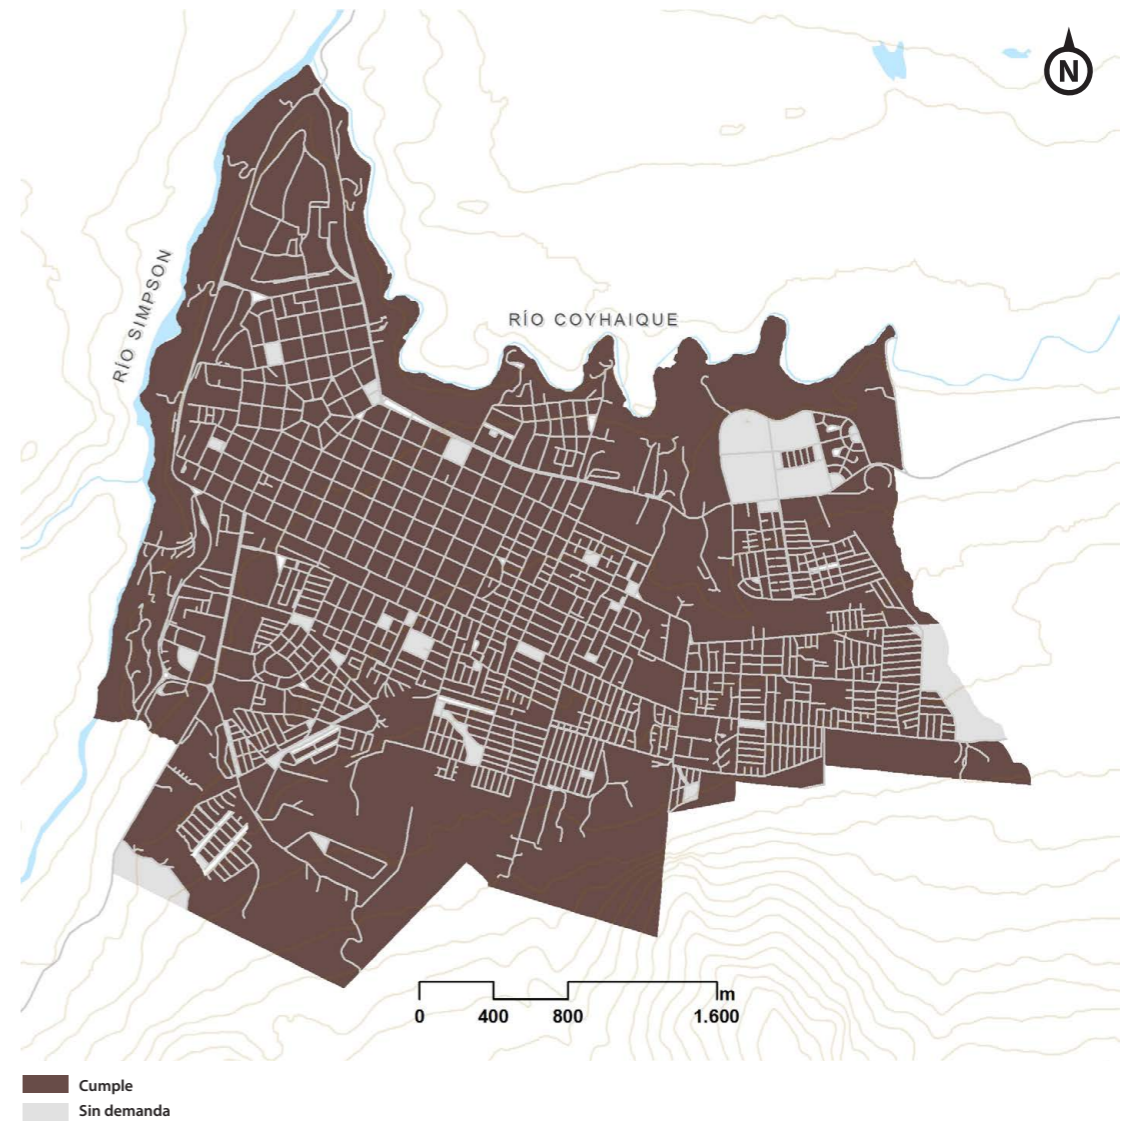 N
RÍO SIMPSON
RÍO COYHAIQUE
m
0 400 800 1.600
Cumple
Sin demanda